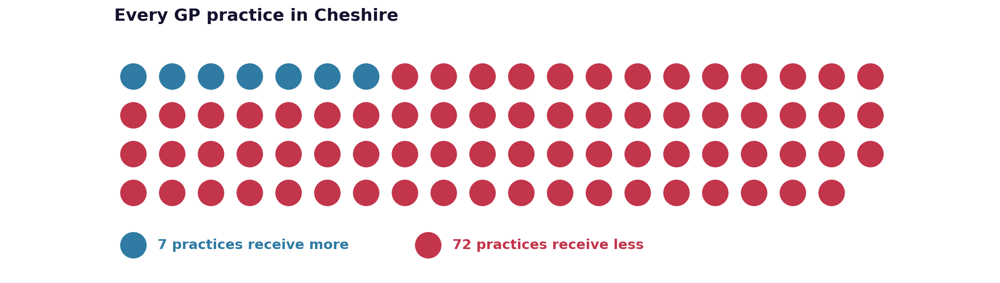 Every GP practice in Cheshire
7 practices receive more
72 practices receive less